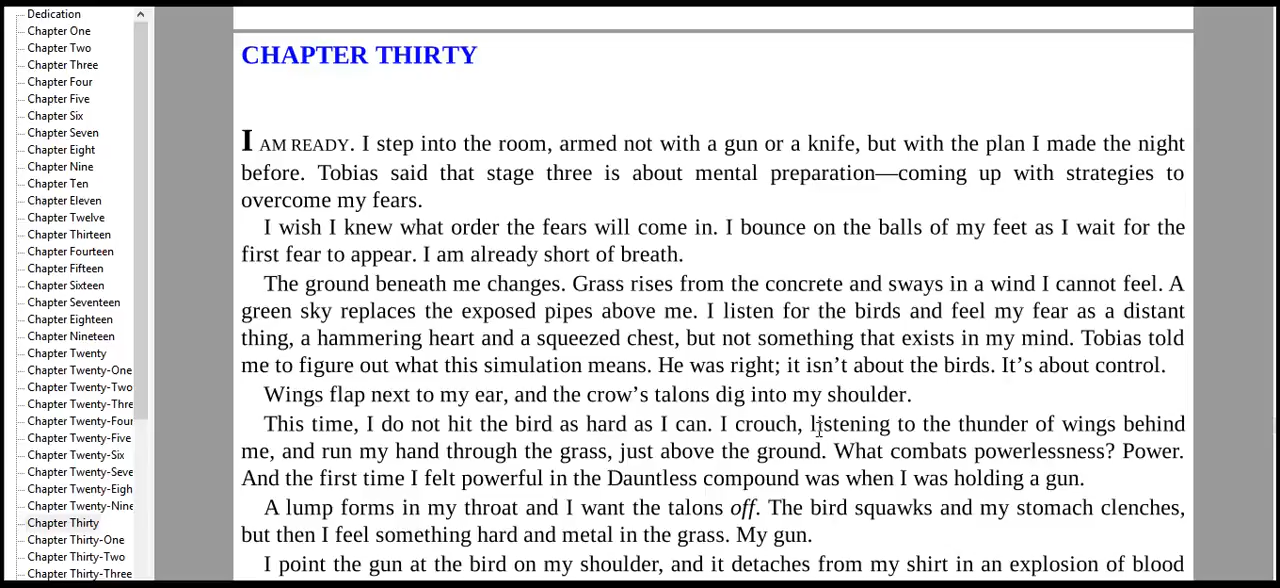 Dedication
Chapter One
Chapter Two
Chapter Three
Chapter Four
Chapter Five
Chapter Six
Chapter Seven
Chapter Eight
Chapter Nine
Chapter Ten
Chapter Eleven
Chapter Twelve
Chapter Thirteen
Chapter Fourteen
Chapter Fifteen
Chapter Sixteen
Chapter Seventeen
Chapter Eighteen
Chapter Nineteen
Chapter Twenty
Chapter Twenty-One
Chapter Twenty-Two
Chapter Twenty-Thre
Chapter Twenty-Four
Chapter Twenty-Five
Chapter Twenty-Six
Chapter Twenty-Seve
Chapter Twenty-Eigh
Chapter Twenty-Nine
Chapter Thirty
Chapter Thirty-One
Chapter Thirty-Two
Chapter Thirty-Three
CHAPTER THIRTY
I AM READY. I step into the room, armed not with a gun or a knife, but with the plan I made the night
before. Tobias said that stage three is about mental preparation—coming up with strategies to
overcome my fears.
I wish I knew what order the fears will come in. I bounce on the balls of my feet as I wait for the
first fear to appear. I am already short of breath.
The ground beneath me changes. Grass rises from the concrete and sways in a wind I cannot feel. A
green sky replaces the exposed pipes above me. I listen for the birds and feel my fear as a distant
thing, a hammering heart and a squeezed chest, but not something that exists in my mind. Tobias told
me to figure out what this simulation means. He was right; it isn’t about the birds. It’s about control.
Wings flap next to my ear, and the crow’s talons dig into my shoulder.
This time, I do not hit the bird as hard as I can. I crouch, listening to the thunder of wings behind
me, and run my hand through the grass, just above the ground. What combats powerlessness? Power.
And the first time I felt powerful in the Dauntless compound was when I was holding a gun.
A lump forms in my throat and I want the talons off. The bird squawks and my stomach clenches,
but then I feel something hard and metal in the grass. My gun.
I point the gun at the bird on my shoulder, and it detaches from my shirt in an explosion of blood